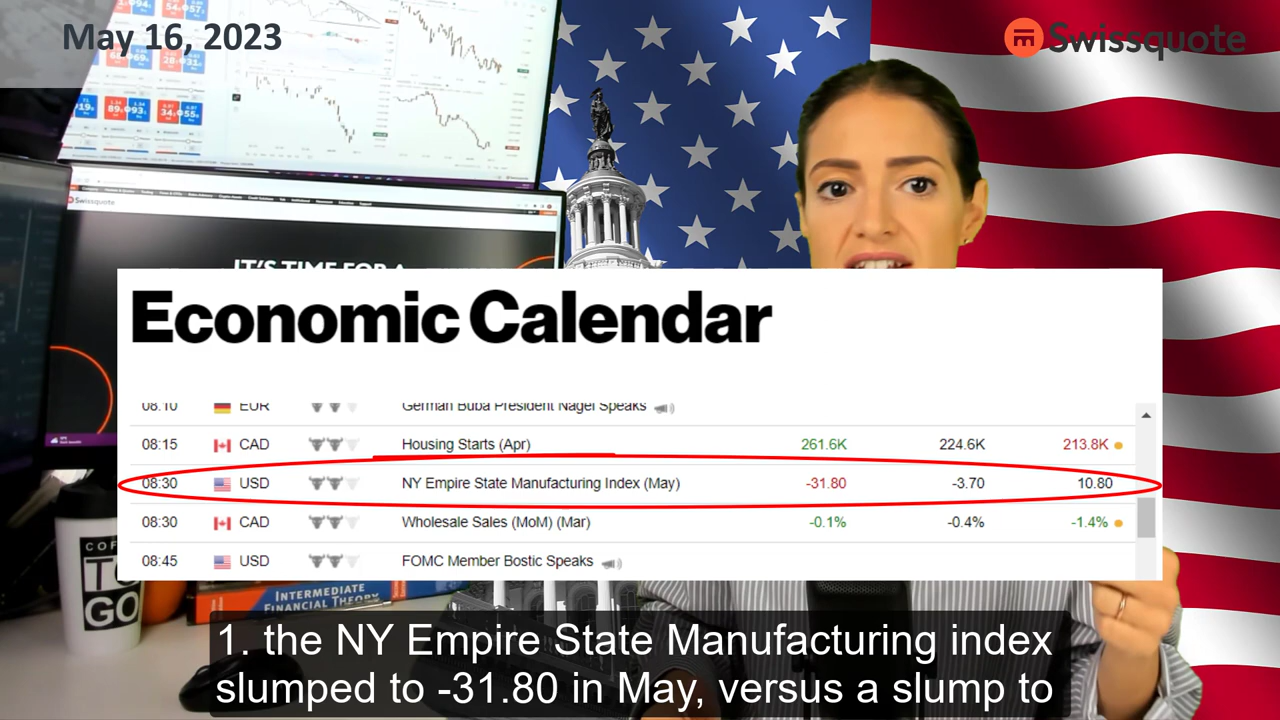 May 16, 2023
Swissquote
Swissquote
IT'S TIME FOR A
Economic Calendar
08:10 EUR German Buba President Nagel Speaks
08:15 CAD Housing Starts (Apr) 261.6K 224.6K 213.8K
08:30 USD NY Empire State Manufacturing Index (May) -31.80 -3.70 10.80
08:30 CAD Wholesale Sales (MoM) (Mar) -0.1% -0.4% -1.4%
08:45 USD FOMC Member Bostic Speaks
COF
TO
GO
INTERMEDIATE
FINANCIAL THEORY
1. the NY Empire State Manufacturing index
slumped to -31.80 in May, versus a slump to